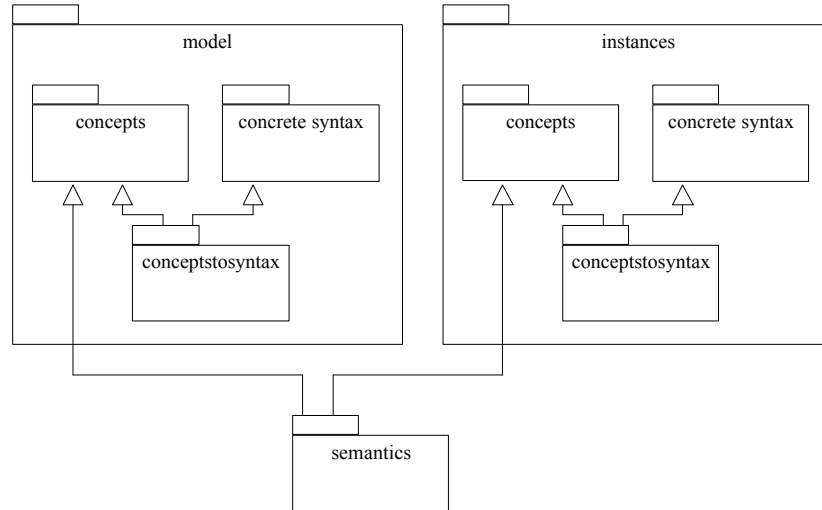 model
instances
concepts
concrete syntax
concepts
concrete syntax
conceptstosyntax
conceptstosyntax
semantics